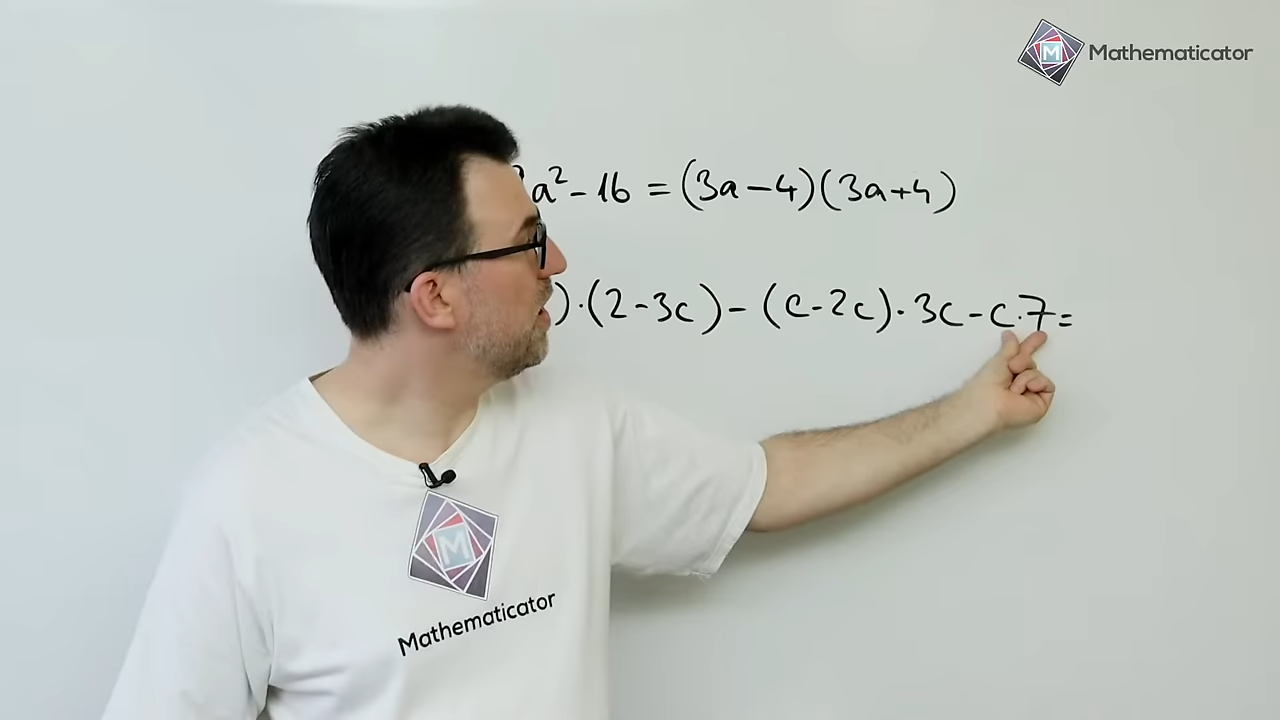 Mathematicator
a² - 16 = (3a - 4)(3a + 4)
) · (2 - 3c) - (c - 2c) · 3c - c · 7 =
M
Mathematicator